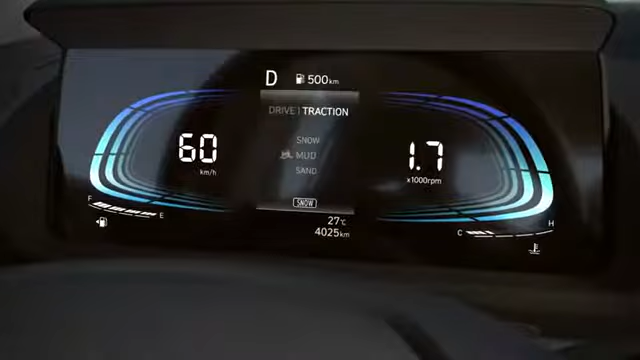 D 500km
DRIVE TRACTION
SNOW
60 km/h
MUD
1.7 x1000rpm
SAND
F E
SNOW
27℃
4025km
C H